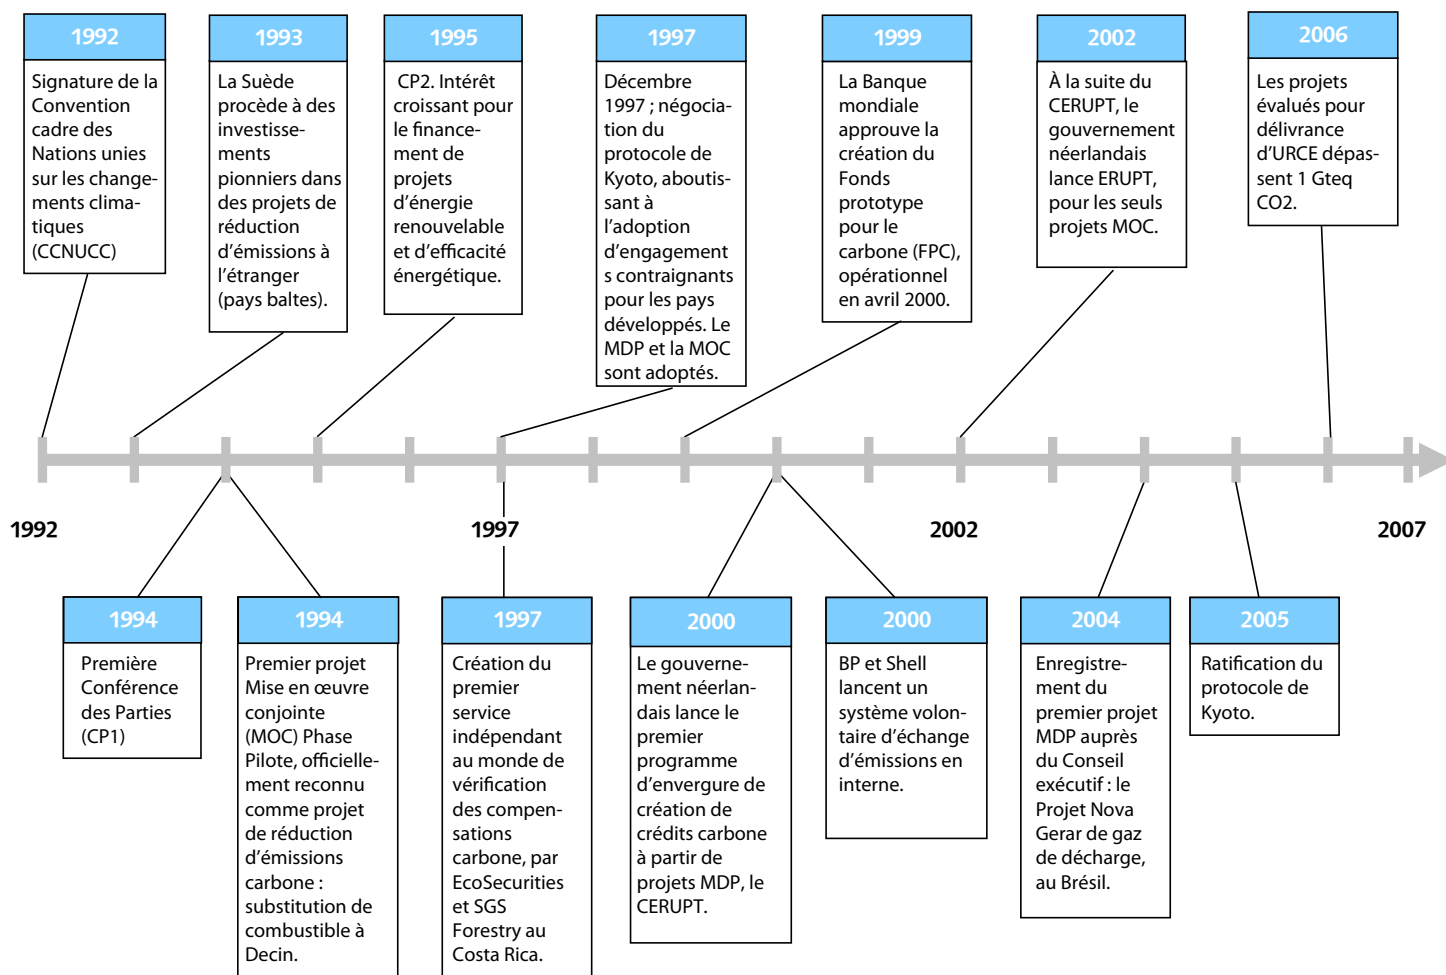 1992
Signature de la
Convention
cadre des
Nations unies
sur les change-
ments clima-
tiques
(CCNUCC)
1993
La Suède
procède à des
investisse-
ments
pionniers dans
des projets de
réduction
d'émissions à
l'étranger
(pays baltes).
1995
CP2. Intérêt
croissant pour
le finance-
ment de
projets
d'énergie
renouvelable
et d'efficacité
énergétique.
1997
Décembre
1997 ; négocia-
tion du
protocole de
Kyoto, aboutis-
sant à
l'adoption
d'engagement
s contraignants
pour les pays
développés. Le
MDP et la MOC
sont adoptés.
1999
La Banque
mondiale
approuve la
création du
Fonds
prototype
pour le
carbone (FPC),
opérationnel
en avril 2000.
2002
À la suite du
CERUPT, le
gouvernement
néerlandais
lance ERUPT,
pour les seuls
projets MOC.
2006
Les projets
évalués pour
délivrance
d'URCE dépas-
sent 1 Gteq
CO2.
1992
1997
2002
2007
1994
Première
Conférence
des Parties
(CP1)
1994
Premier projet
Mise en œuvre
conjointe
(MOC) Phase
Pilote, officielle-
ment reconnu
comme projet
de réduction
d'émissions
carbone :
substitution de
combustible à
Decin.
1997
Création du
premier
service
indépendant
au monde de
vérification
des compen-
sations
carbone, par
EcoSecurities
et SGS
Forestry au
Costa Rica.
2000
Le gouverne-
ment néerlan-
dais lance le
premier
programme
d'envergure de
création de
crédits carbone
à partir de
projets MDP, le
CERUPT.
2000
BP et Shell
lancent un
système volon-
taire d'échange
d'émissions en
interne.
2004
Enregistre-
ment du
premier projet
MDP auprès
du Conseil
exécutif : le
Projet Nova
Gerar de gaz
de décharge,
au Brésil.
2005
Ratification du
protocole de
Kyoto.